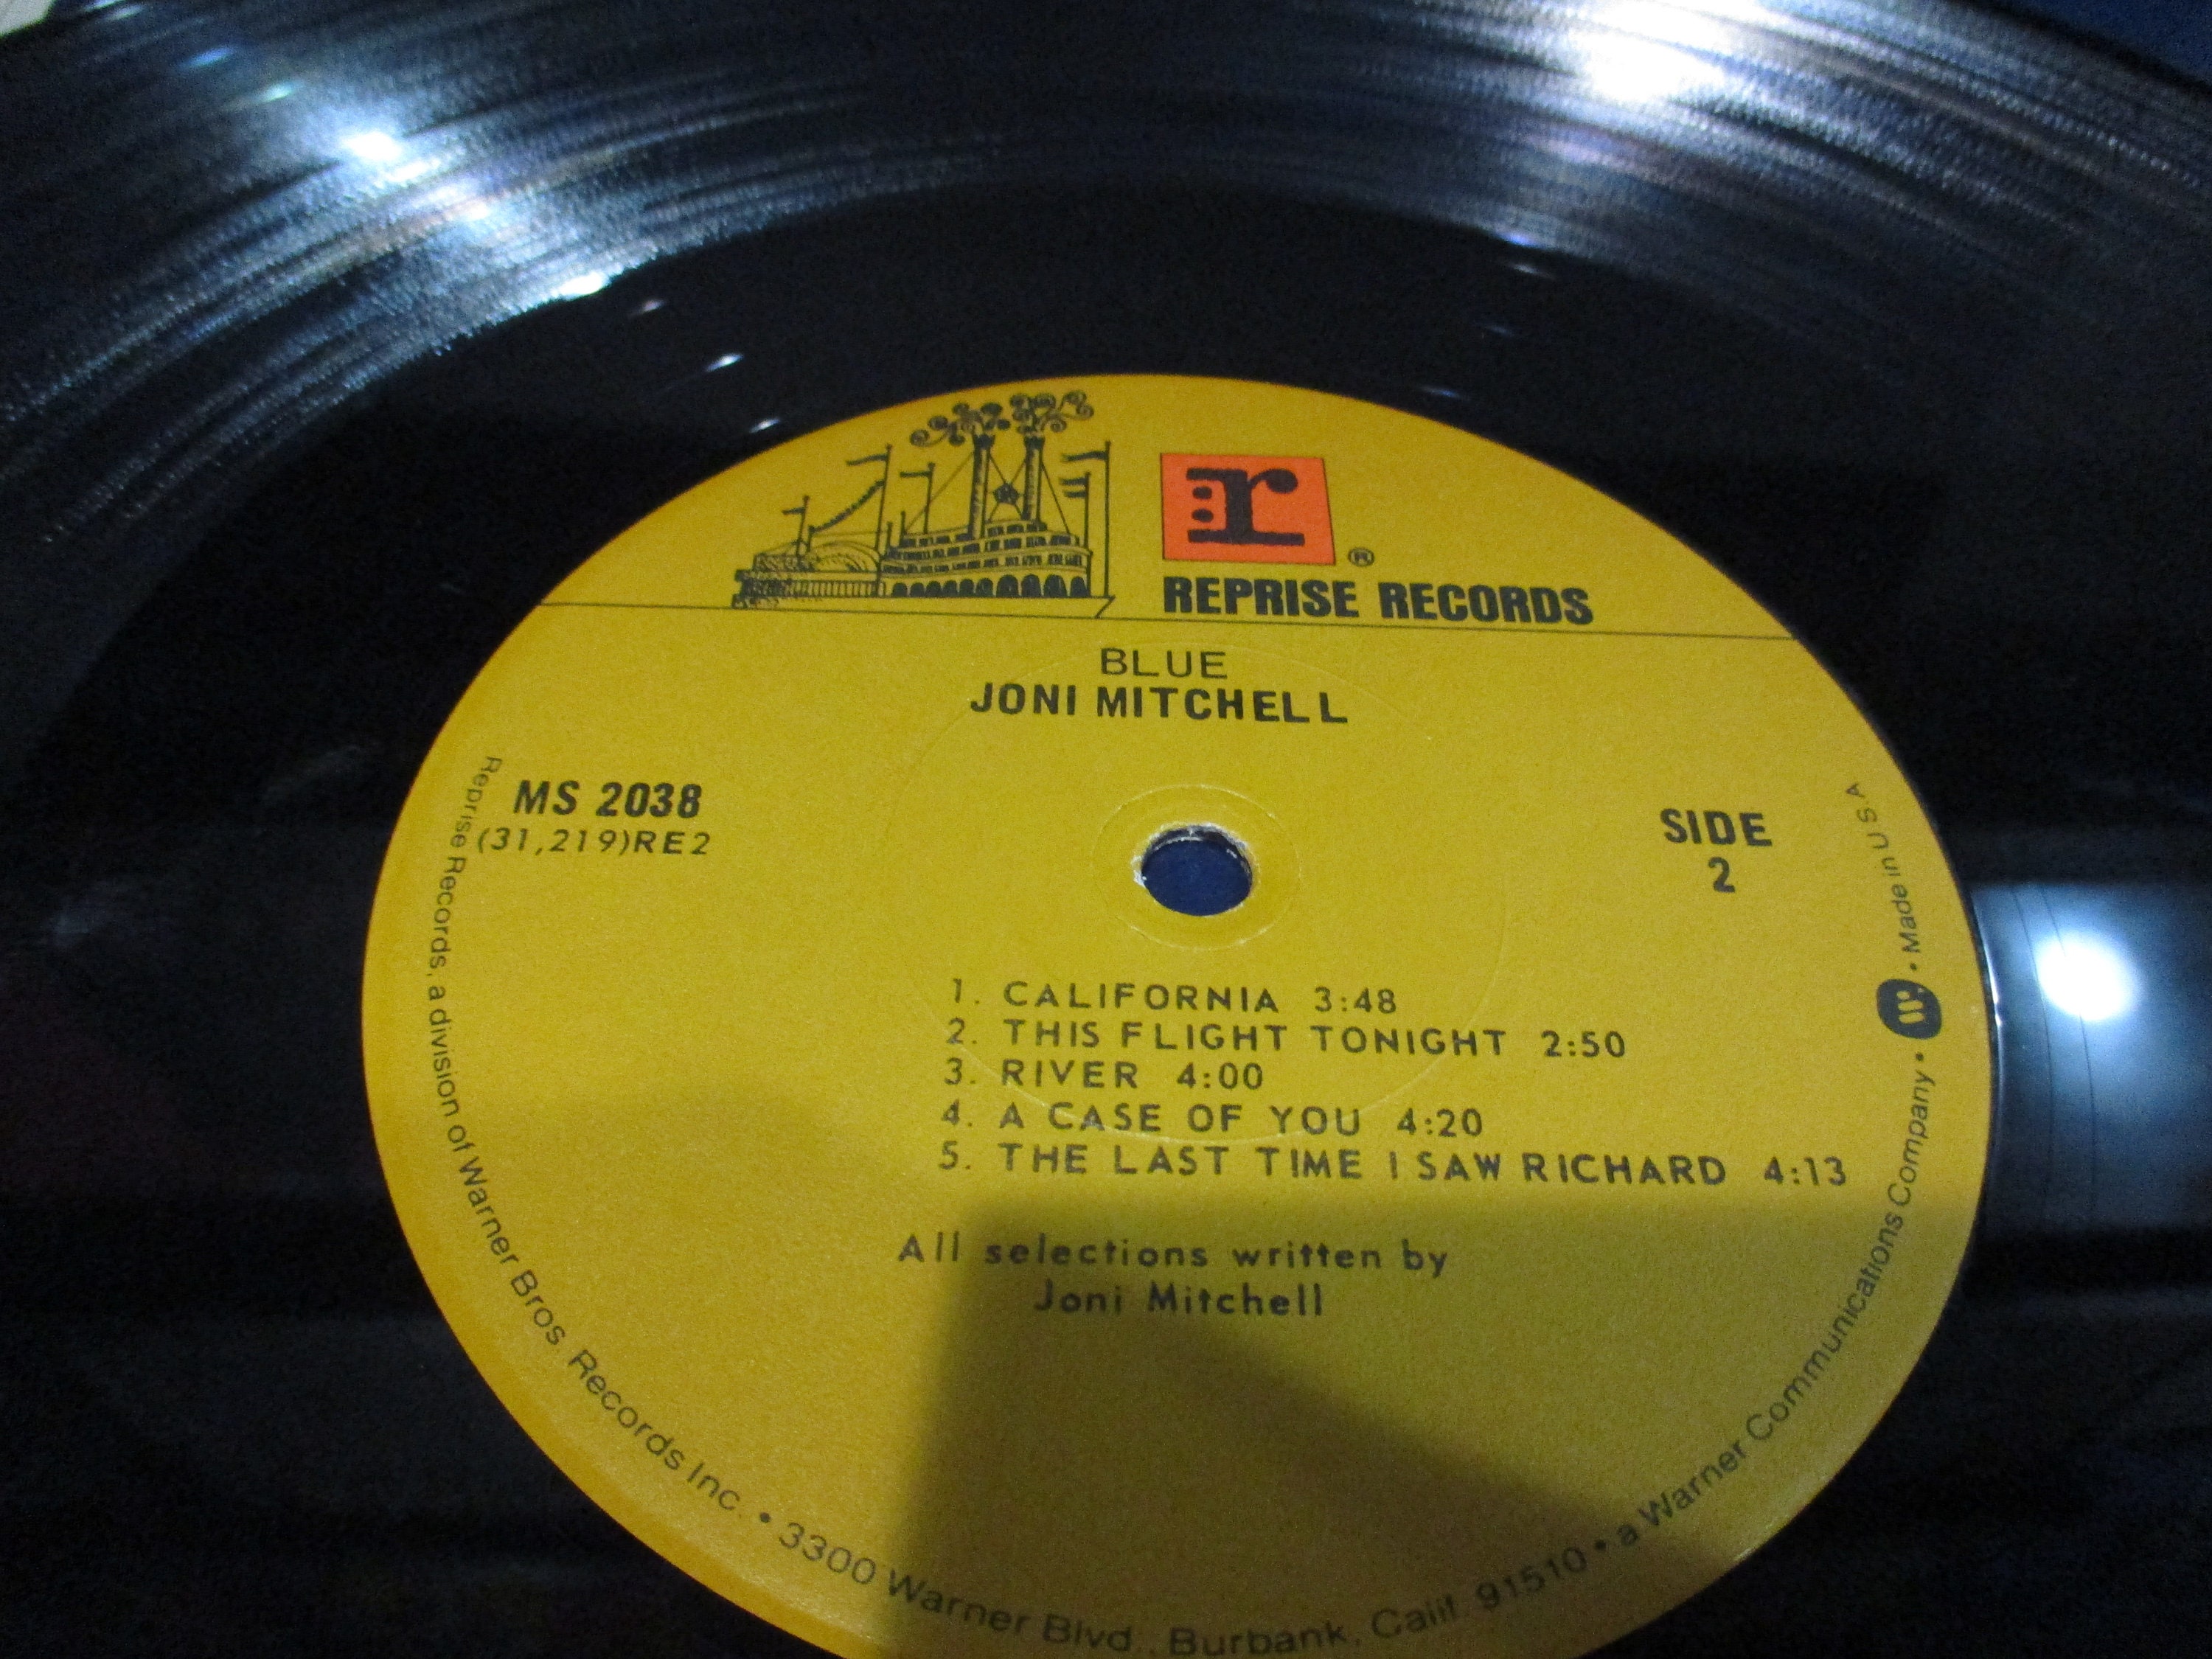 r
®
REPRISE RECORDS
BLUE
JONI MITCHELL
MS 2038
(31,219)RE2
SIDE
2
1. CALIFORNIA 3:48
2. THIS FLIGHT TONIGHT 2:50
3. RIVER 4:00
4. A CASE OF YOU 4:20
5. THE LAST TIME I SAW RICHARD 4:13
All selections written by
Joni Mitchell
Reprise Records, a division of Warner Bros. Records Inc. • 3300 Warner Blvd., Burbank, Calif. 91510 • a Warner Communications Company • W • Made in U.S.A